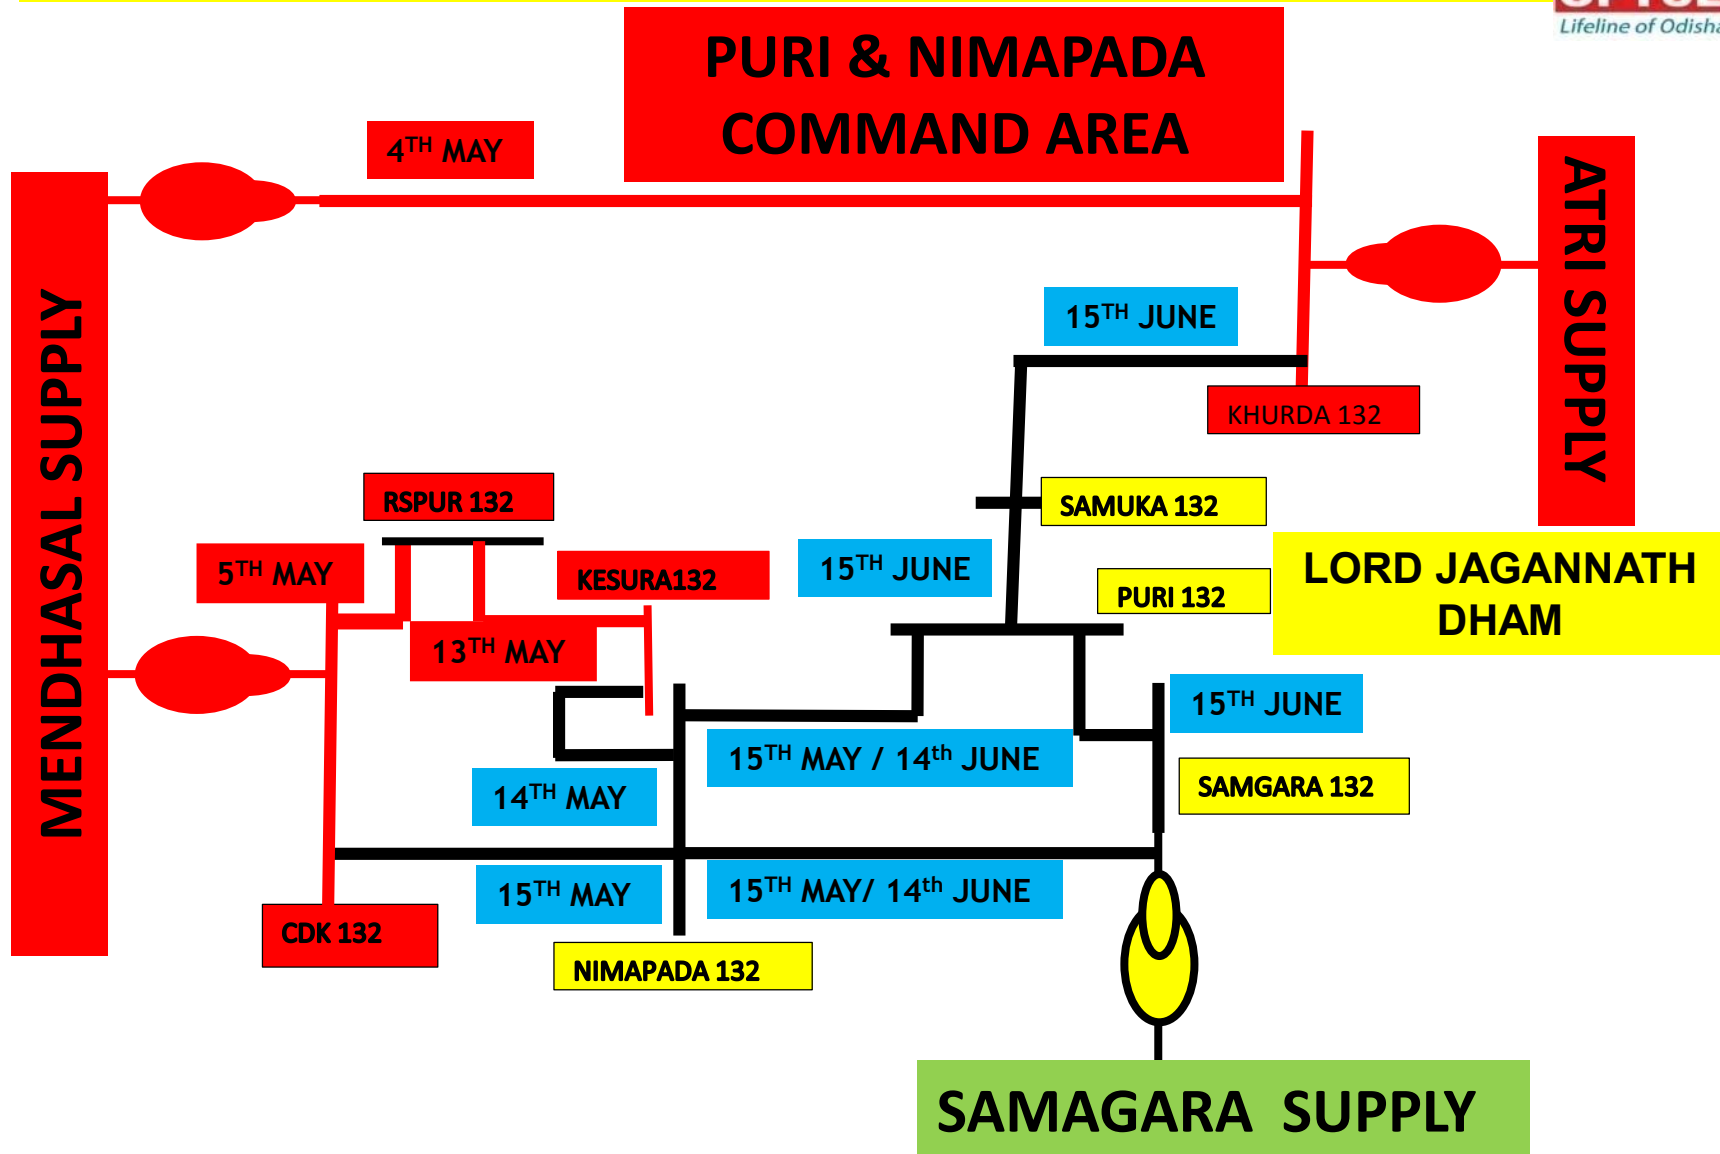 Lifeline of Odisha
PURI & NIMAPADA
COMMAND AREA
4TH MAY
ATRI SUPPLY
MENDHASAL SUPPLY
15TH JUNE
KHURDA 132
RSPUR 132
SAMUKA 132
5TH MAY
KESURA132
15TH JUNE
PURI 132
LORD JAGANNATH
DHAM
13TH MAY
15TH JUNE
15TH MAY / 14th JUNE
14TH MAY
SAMGARA 132
15TH MAY
15TH MAY/ 14th JUNE
CDK 132
NIMAPADA 132
SAMAGARA SUPPLY